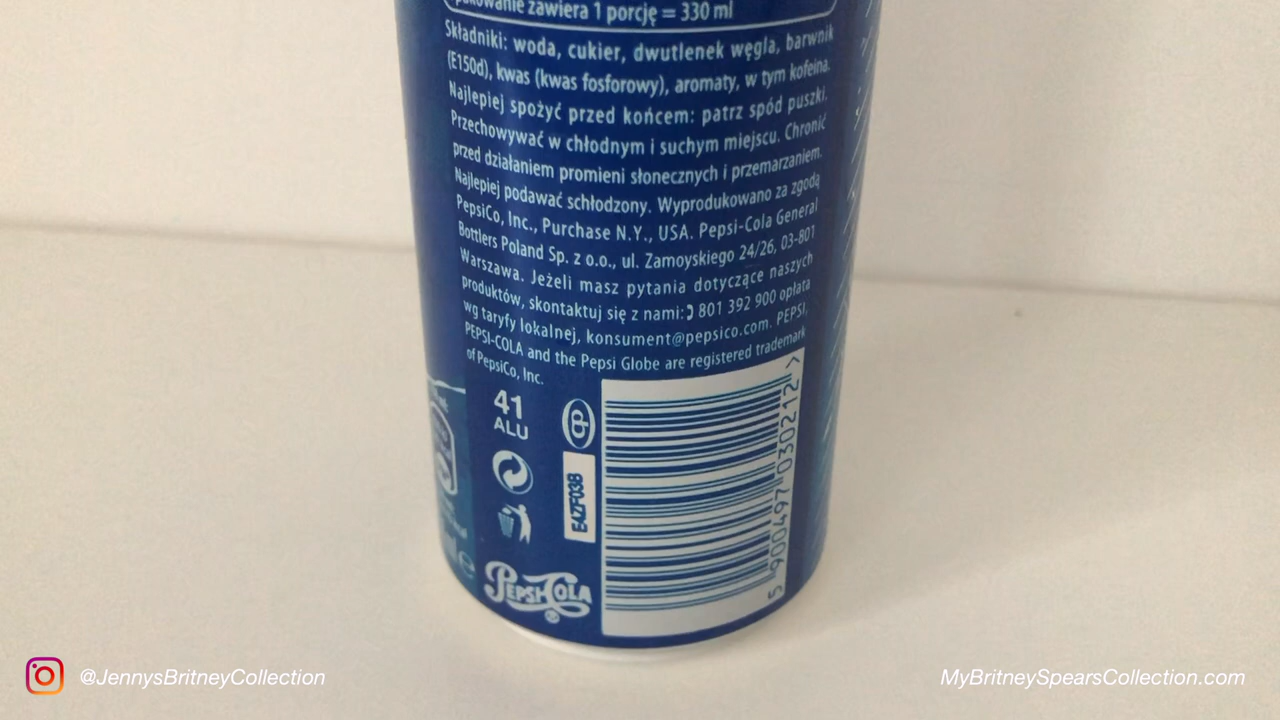 pakowanie zawiera 1 porcję = 330 ml
Składniki: woda, cukier, dwutlenek węgla, barwnik
(E150d), kwas (kwas fosforowy), aromaty, w tym kofeina.
Najlepiej spożyć przed końcem: patrz spód puszki.
Przechowywać w chłodnym i suchym miejscu. Chronić
przed działaniem promieni słonecznych i przemarzaniem.
Najlepiej podawać schłodzony. Wyprodukowano za zgodą
PepsiCo, Inc., Purchase N.Y., USA. Pepsi-Cola General
Bottlers Poland Sp. z o.o., ul. Zamoyskiego 24/26, 03-801
Warszawa. Jeżeli masz pytania dotyczące naszych
produktów, skontaktuj się z nami: 801 392 900 opłata
wg taryfy lokalnej, konsument@pepsico.com. PEPSI,
PEPSI-COLA and the Pepsi Globe are registered trademark
of PepsiCo, Inc.
41
ALU
EAZF03B
5 900497 030212 >
PEPSI-COLA
@JennysBritneyCollection
MyBritneySpearsCollection.com